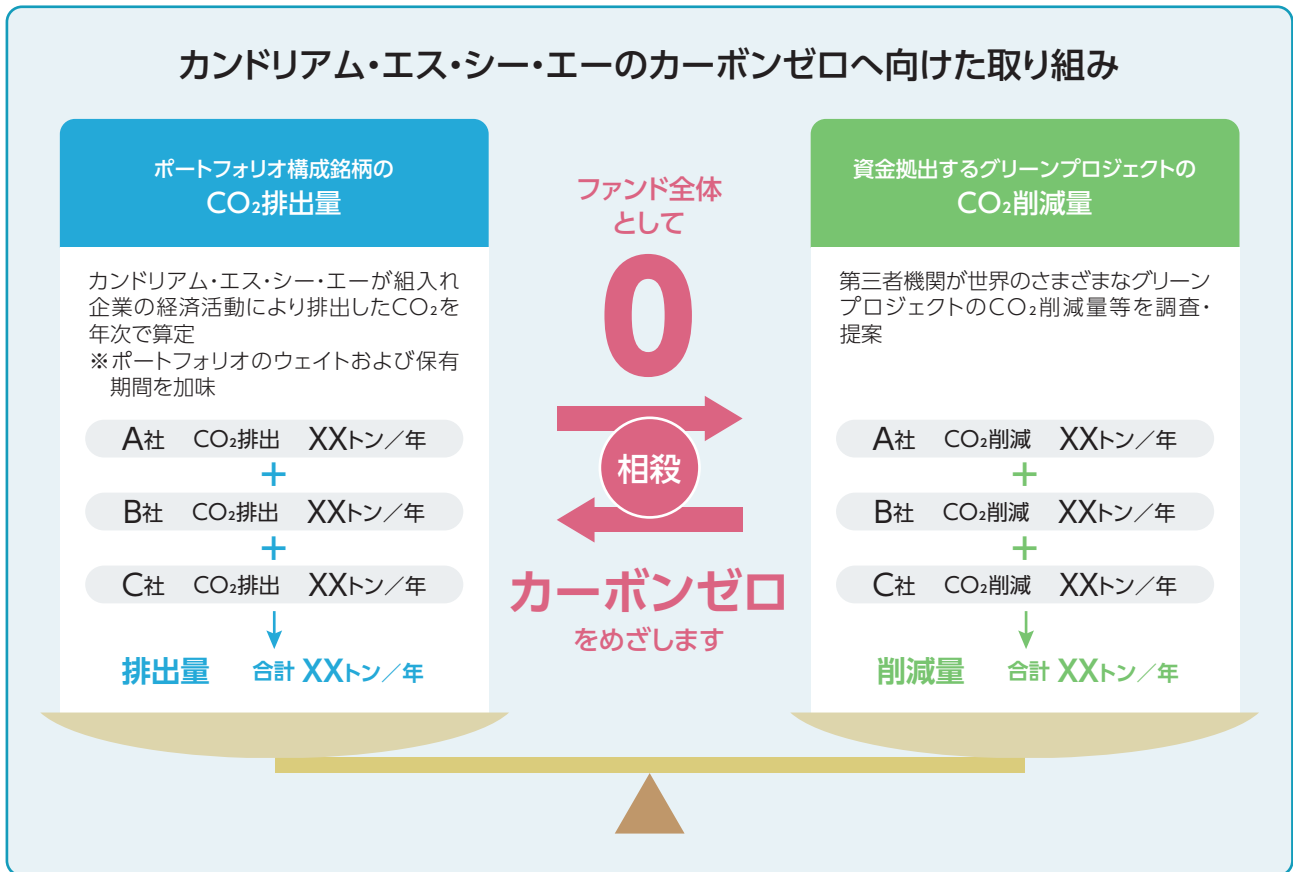 カンドリアム・エス・シー・エーのカーボンゼロへ向けた取り組み
ポートフォリオ構成銘柄の
CO₂排出量
カンドリアム・エス・シー・エーが組入れ
企業の経済活動により排出したCO₂を
年次で算定
※ポートフォリオのウェイトおよび保有
期間を加味
A社 CO₂排出 XXトン／年
+
B社 CO₂排出 XXトン／年
+
C社 CO₂排出 XXトン／年
↓
排出量 合計 XXトン／年
ファンド全体
として
0
相殺
カーボンゼロ
をめざします
資金拠出するグリーンプロジェクトの
CO₂削減量
第三者機関が世界のさまざまなグリーン
プロジェクトのCO₂削減量等を調査・
提案
A社 CO₂削減 XXトン／年
+
B社 CO₂削減 XXトン／年
+
C社 CO₂削減 XXトン／年
↓
削減量 合計 XXトン／年